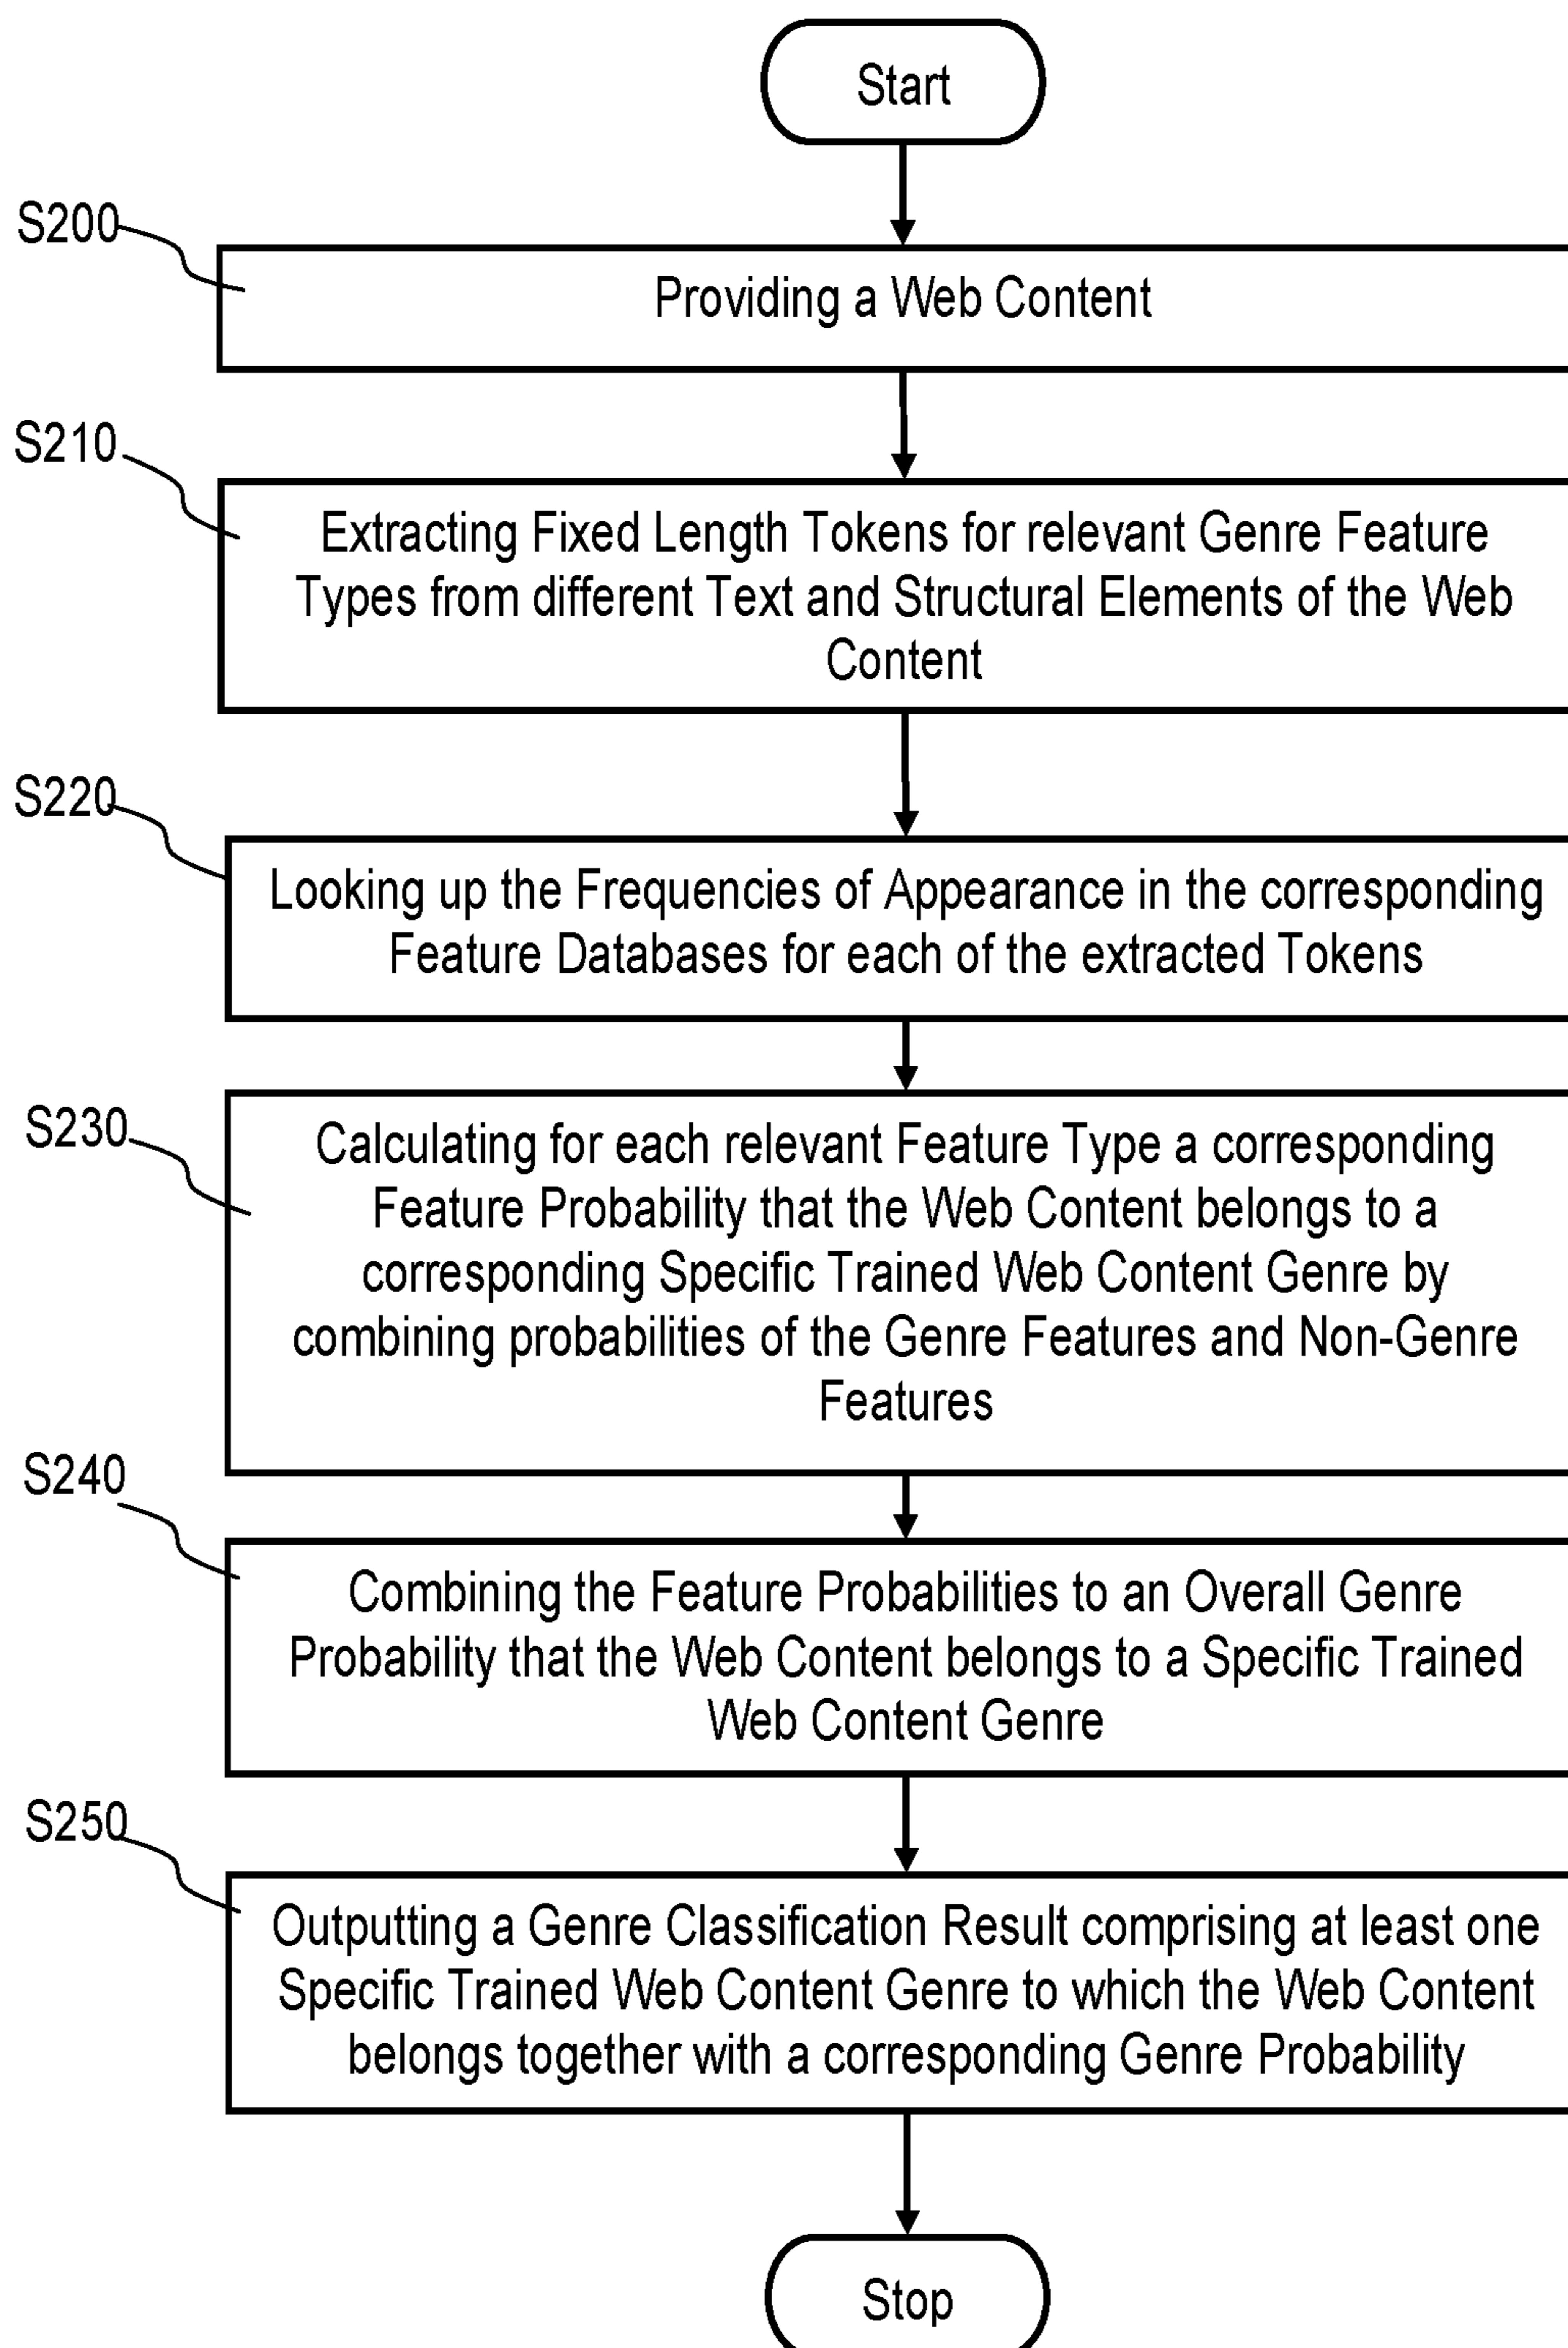 Start
S200
Providing a Web Content
S210
Extracting Fixed Length Tokens for relevant Genre Feature
Types from different Text and Structural Elements of the Web
Content
S220
Looking up the Frequencies of Appearance in the corresponding
Feature Databases for each of the extracted Tokens
S230
Calculating for each relevant Feature Type a corresponding
Feature Probability that the Web Content belongs to a
corresponding Specific Trained Web Content Genre by
combining probabilities of the Genre Features and Non-Genre
Features
S240
Combining the Feature Probabilities to an Overall Genre
Probability that the Web Content belongs to a Specific Trained
Web Content Genre
S250
Outputting a Genre Classification Result comprising at least one
Specific Trained Web Content Genre to which the Web Content
belongs together with a corresponding Genre Probability
Stop